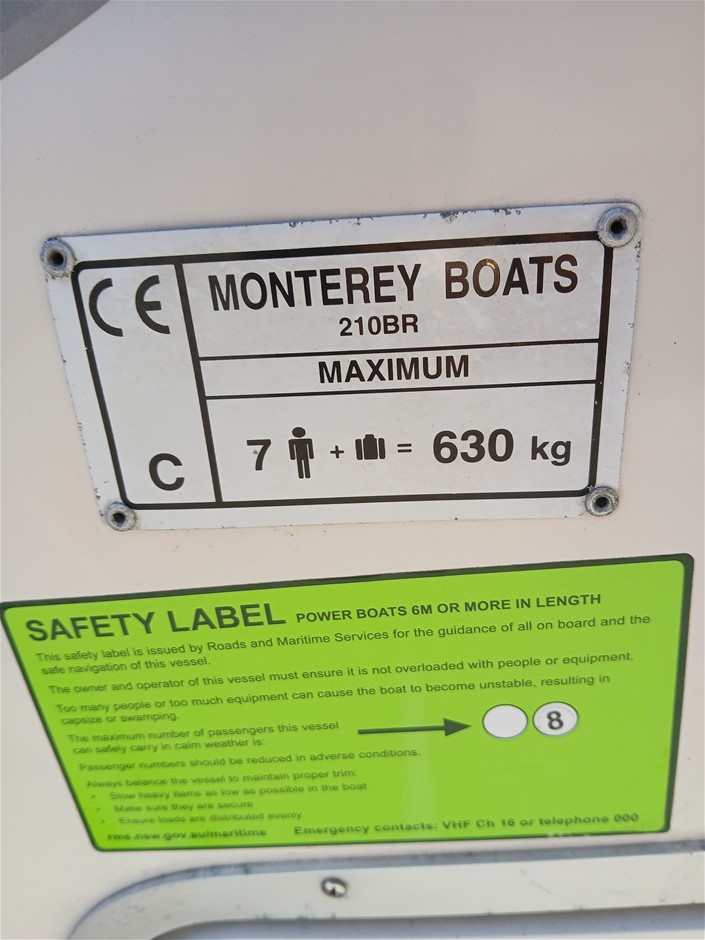 CE
MONTEREY BOATS
210BR
MAXIMUM
C
7 + = 630 kg
SAFETY LABEL POWER BOATS 6M OR MORE IN LENGTH
This safety label is issued by Roads and Maritime Services for the guidance of all on board and the
safe navigation of this vessel.
The owner and operator of this vessel must ensure it is not overloaded with people or equipment.
Too many people or too much equipment can cause the boat to become unstable, resulting in
capsize or swamping.
The maximum number of passengers this vessel
can safely carry in calm weather is:
8
Passenger numbers should be reduced in adverse conditions.
Always balance the vessel to maintain proper trim:
• Stow heavy items as low as possible in the boat
• Make sure they are secure
• Ensure loads are distributed evenly
rms.nsw.gov.au/maritime Emergency contacts: VHF Ch 16 or telephone 000